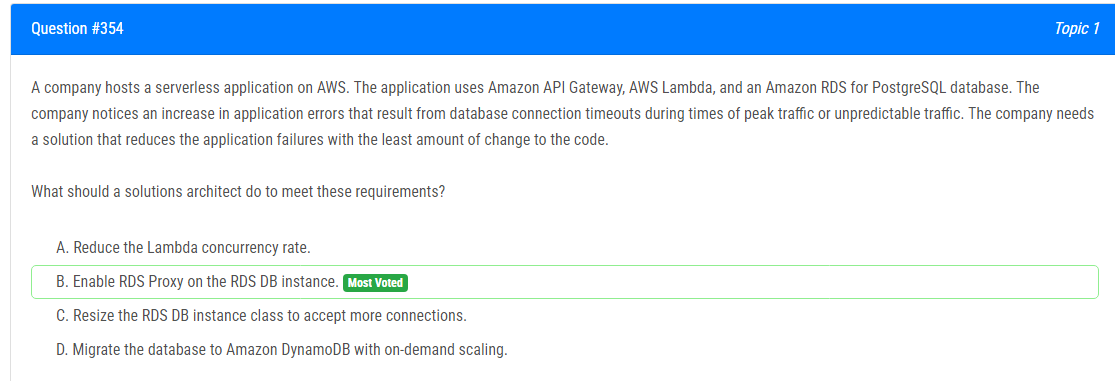 Question #354
Topic 1
A company hosts a serverless application on AWS. The application uses Amazon API Gateway, AWS Lambda, and an Amazon RDS for PostgreSQL database. The
company notices an increase in application errors that result from database connection timeouts during times of peak traffic or unpredictable traffic. The company needs
a solution that reduces the application failures with the least amount of change to the code.
What should a solutions architect do to meet these requirements?
A. Reduce the Lambda concurrency rate.
B. Enable RDS Proxy on the RDS DB instance. Most Voted
C. Resize the RDS DB instance class to accept more connections.
D. Migrate the database to Amazon DynamoDB with on-demand scaling.